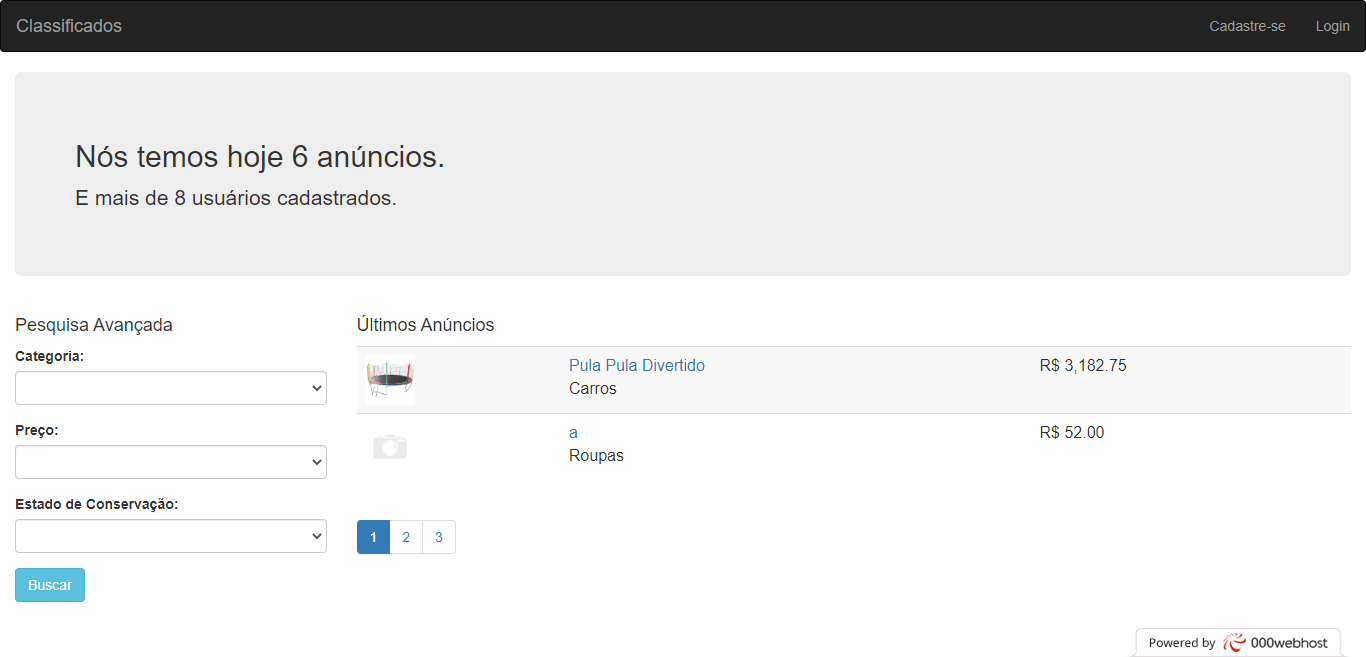 Classificados
Cadastre-se
Login
Nós temos hoje 6 anúncios.
E mais de 8 usuários cadastrados.
Pesquisa Avançada
Categoria:
Preço:
Estado de Conservação:
Buscar
Últimos Anúncios
Pula Pula Divertido
Carros
R$ 3,182.75
a
Roupas
R$ 52.00
1 2 3
Powered by 000webhost